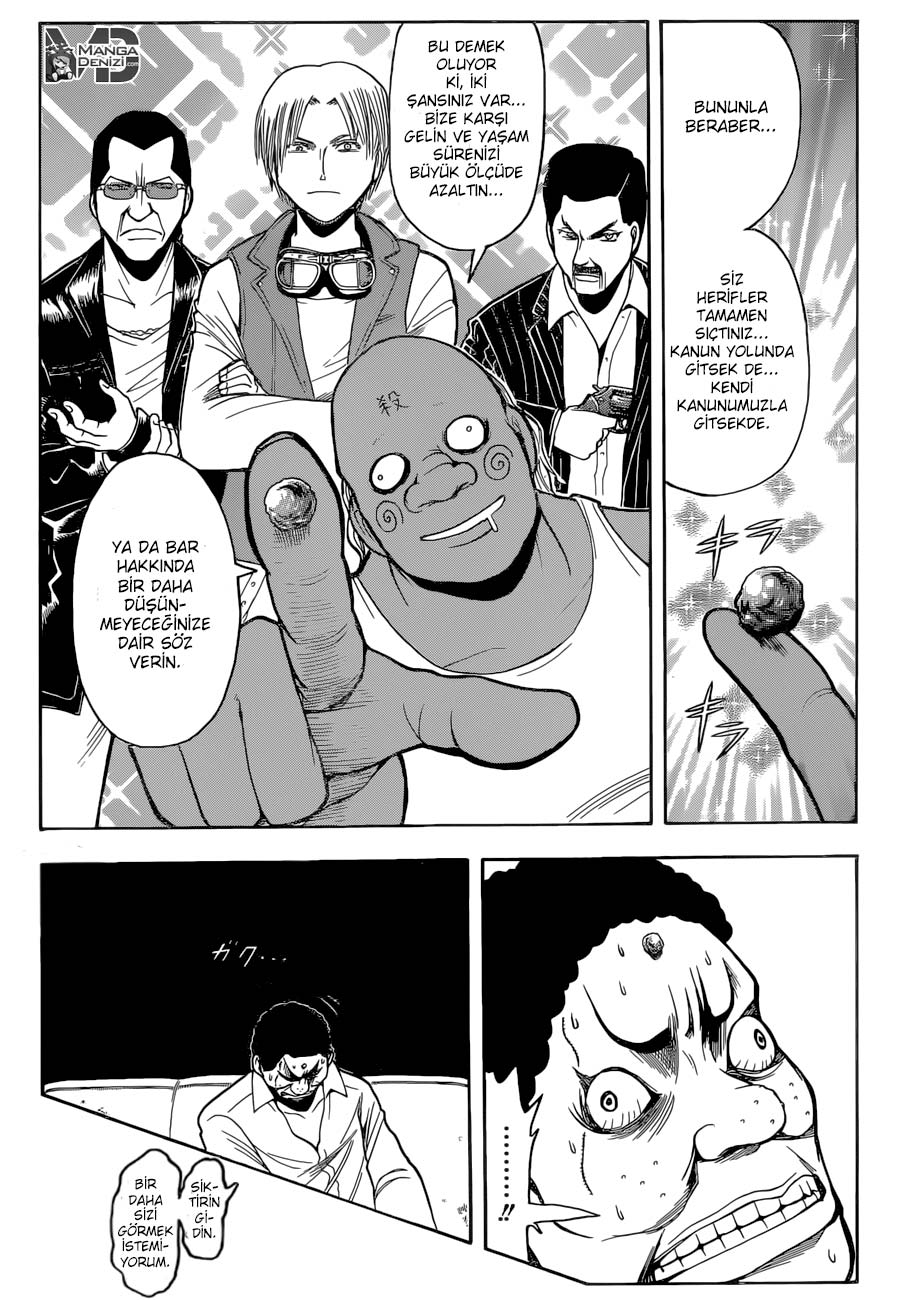 MANGA
DENİZİ.com
BUNUNLA
BERABER...
SİZ
HERİFLER
TAMAMEN
SIÇTINIZ...
KANUN YOLUNDA
GİTSEK DE...
KENDİ
KANUNUMUZLA
GİTSEKDE.
キラ
キラ
BU DEMEK
OLUYOR
Kİ, İKİ
ŞANSINIZ VAR...
BİZE KARŞI
GELİN VE YAŞAM
SÜRENİZİ
BÜYÜK ÖLÇÜDE
AZALTIN...
殺
YA DA BAR
HAKKINDA
BİR DAHA
DÜŞÜN-
MEYECEĞİNİZE
DAİR SÖZ
VERİN.
.........!!
ガク...
SİK-
TİRİN
Gİ-
DİN.
BİR
DAHA
SİZİ
GÖRMEK
İSTEMİ-
YORUM.